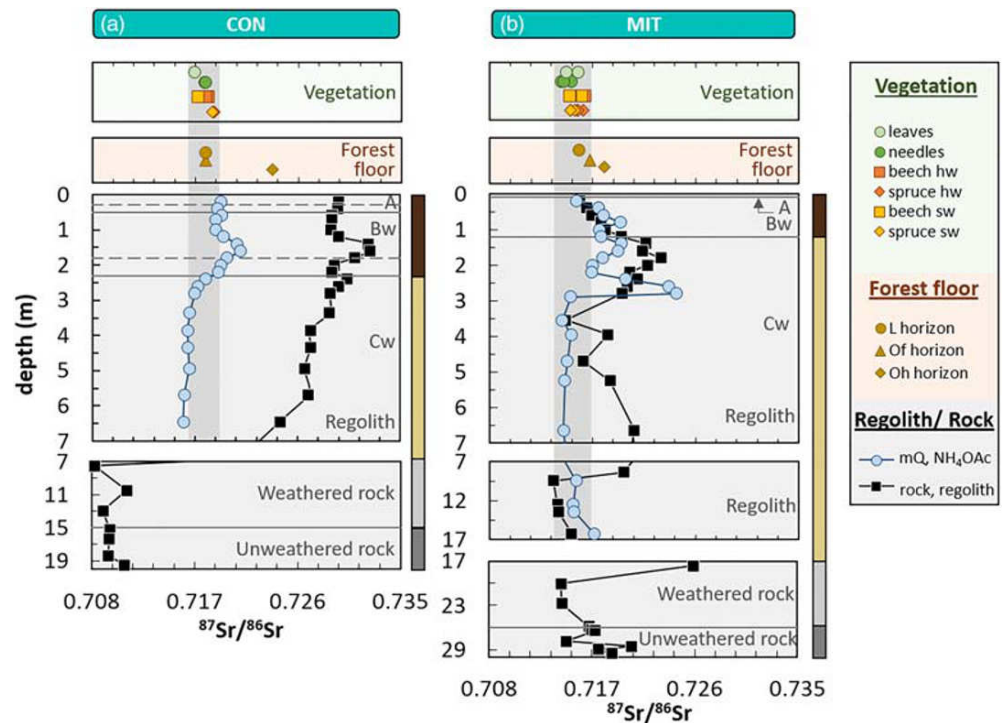 (a) CON
Vegetation
Forest
floor
0
1
2
3
4
5
6
7
A
Bw
Cw
Regolith
depth (m)
7
11
15
19
Weathered rock
Unweathered rock
0.708 0.717 0.726 0.735
⁸⁷Sr/⁸⁶Sr
(b) MIT
Vegetation
Forest
floor
0
1
2
3
4
5
6
7
A
Bw
Cw
Regolith
7
12
17
Regolith
17
23
29
Weathered rock
Unweathered rock
0.708 0.717 0.726 0.735
⁸⁷Sr/⁸⁶Sr
Vegetation
leaves
needles
beech hw
spruce hw
beech sw
spruce sw
Forest floor
L horizon
Of horizon
Oh horizon
Regolith/ Rock
mQ, NH₄OAc
rock, regolith